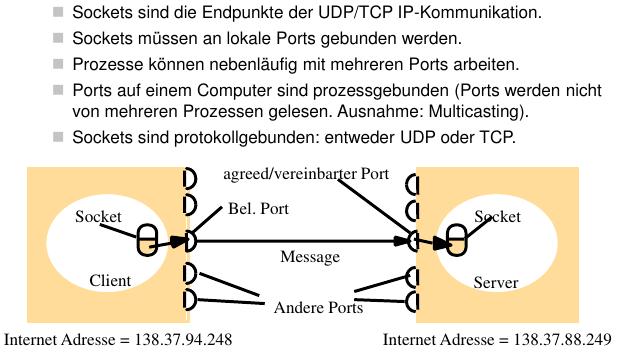 Sockets sind die Endpunkte der UDP/TCP IP-Kommunikation.
Sockets müssen an lokale Ports gebunden werden.
Prozesse können nebenläufig mit mehreren Ports arbeiten.
Ports auf einem Computer sind prozessgebunden (Ports werden nicht
von mehreren Prozessen gelesen. Ausnahme: Multicasting).
Sockets sind protokollgebunden: entweder UDP oder TCP.
agreed/vereinbarter Port
Socket
Bel. Port
Socket
Message
Client
Server
Andere Ports
Internet Adresse = 138.37.94.248
Internet Adresse = 138.37.88.249